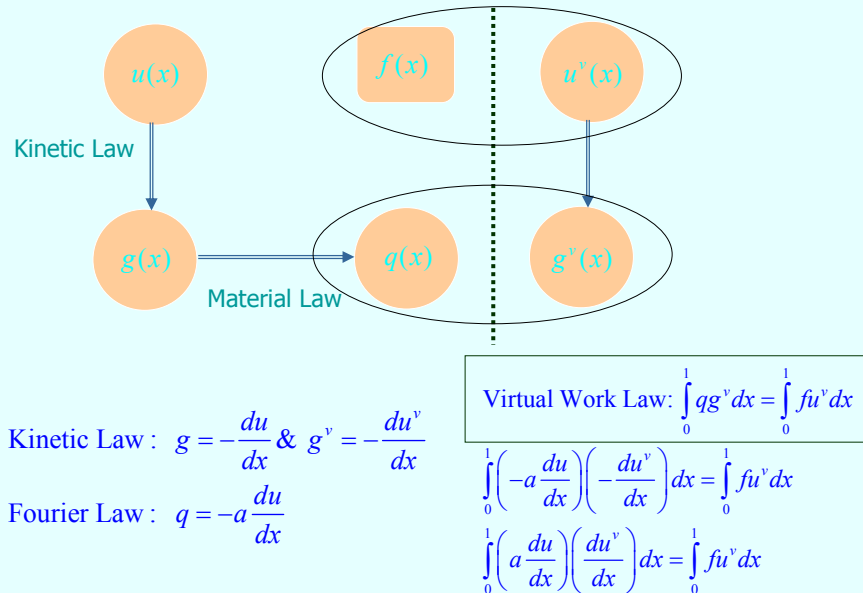 u(x)
f(x)
u^v(x)
Kinetic Law
g(x)
q(x)
g^v(x)
Material Law
Virtual Work Law: ∫_0^1 qg^v dx = ∫_0^1 fu^v dx
Kinetic Law : g = -du/dx & g^v = -du^v/dx
Fourier Law : q = -a du/dx
∫_0^1 (-a du/dx)(-du^v/dx) dx = ∫_0^1 fu^v dx
∫_0^1 (a du/dx)(du^v/dx) dx = ∫_0^1 fu^v dx